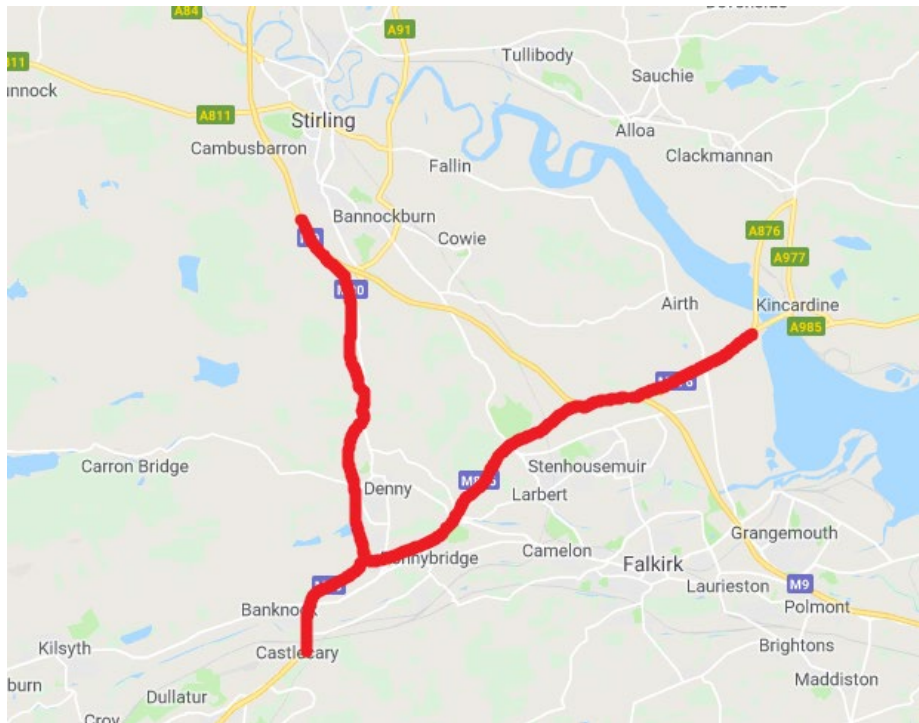 A84
A91
Tullibody
Sauchie
Alloa
Clackmannan
A811
Stirling
Cambusbarron
Fallin
Bannockburn
Cowie
A876
A977
Airth
Kincardine
A985
Carron Bridge
Denny
Stenhousemuir
Larbert
Camelon
Grangemouth
Falkirk
Laurieston
M9
Polmont
Brightons
Maddiston
Kilsyth
Castlecary
Dullatur